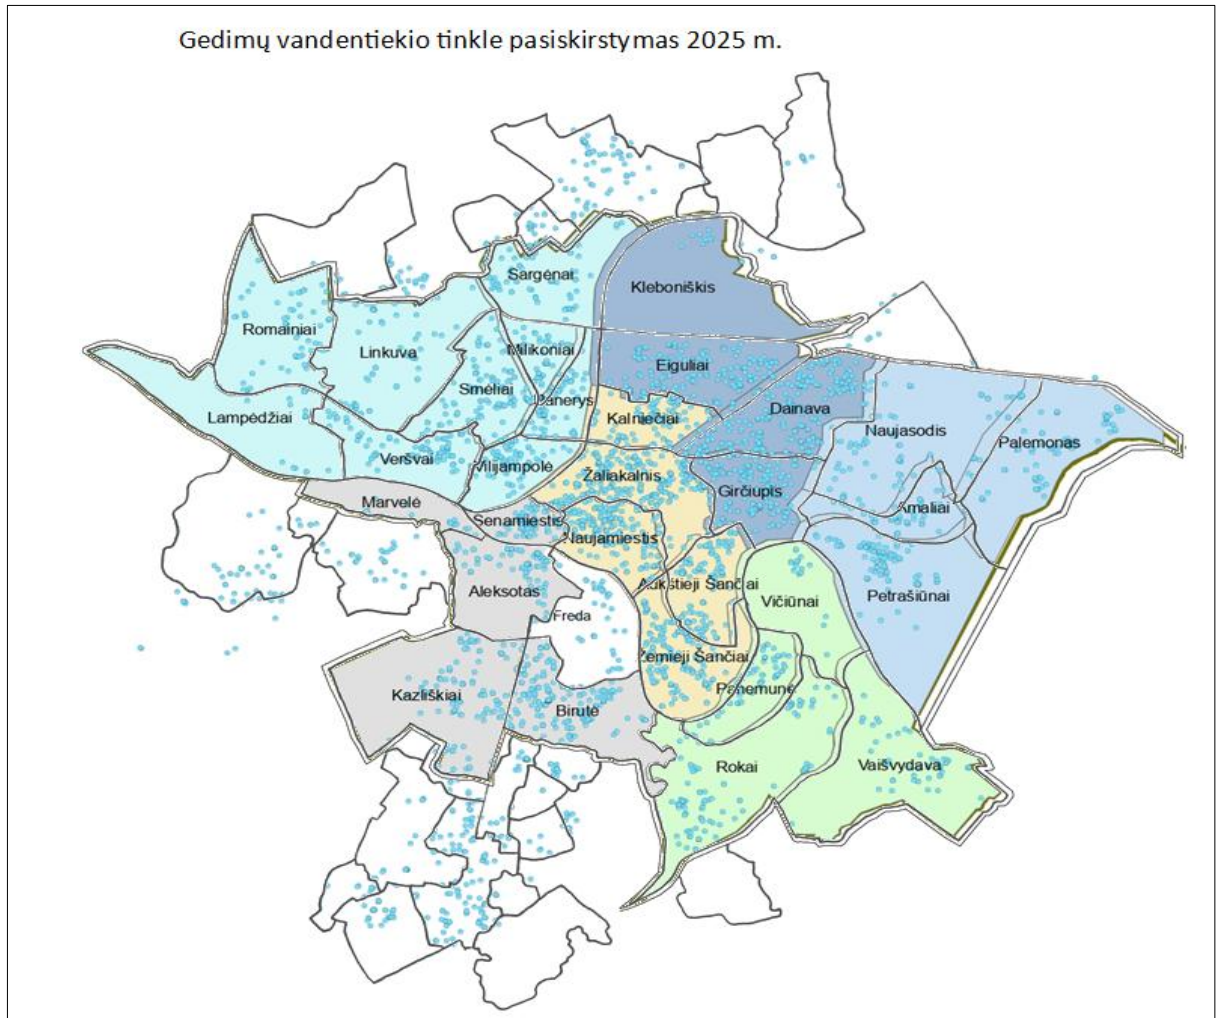 Gedimų vandentiekio tinkle pasiskirstymas 2025 m.
Sargėnai
Kleboniškis
Romainiai
Linkuva
Milikoniai
Eiguliai
Smėliai
Panerys
Lampėdžiai
Kalniečiai
Dainava
Naujasodis
Palemonas
Veršvai
Vilijampolė
Žaliakalnis
Girčiupis
Marvelė
Senamiestis
Amaliai
Naujamiestis
Aleksotas
Aukštieji Šančiai
Vičiūnai
Petrašiūnai
Freda
Žemieji Šančiai
Kazliškiai
Panemunė
Birutė
Rokai
Vaišvydava